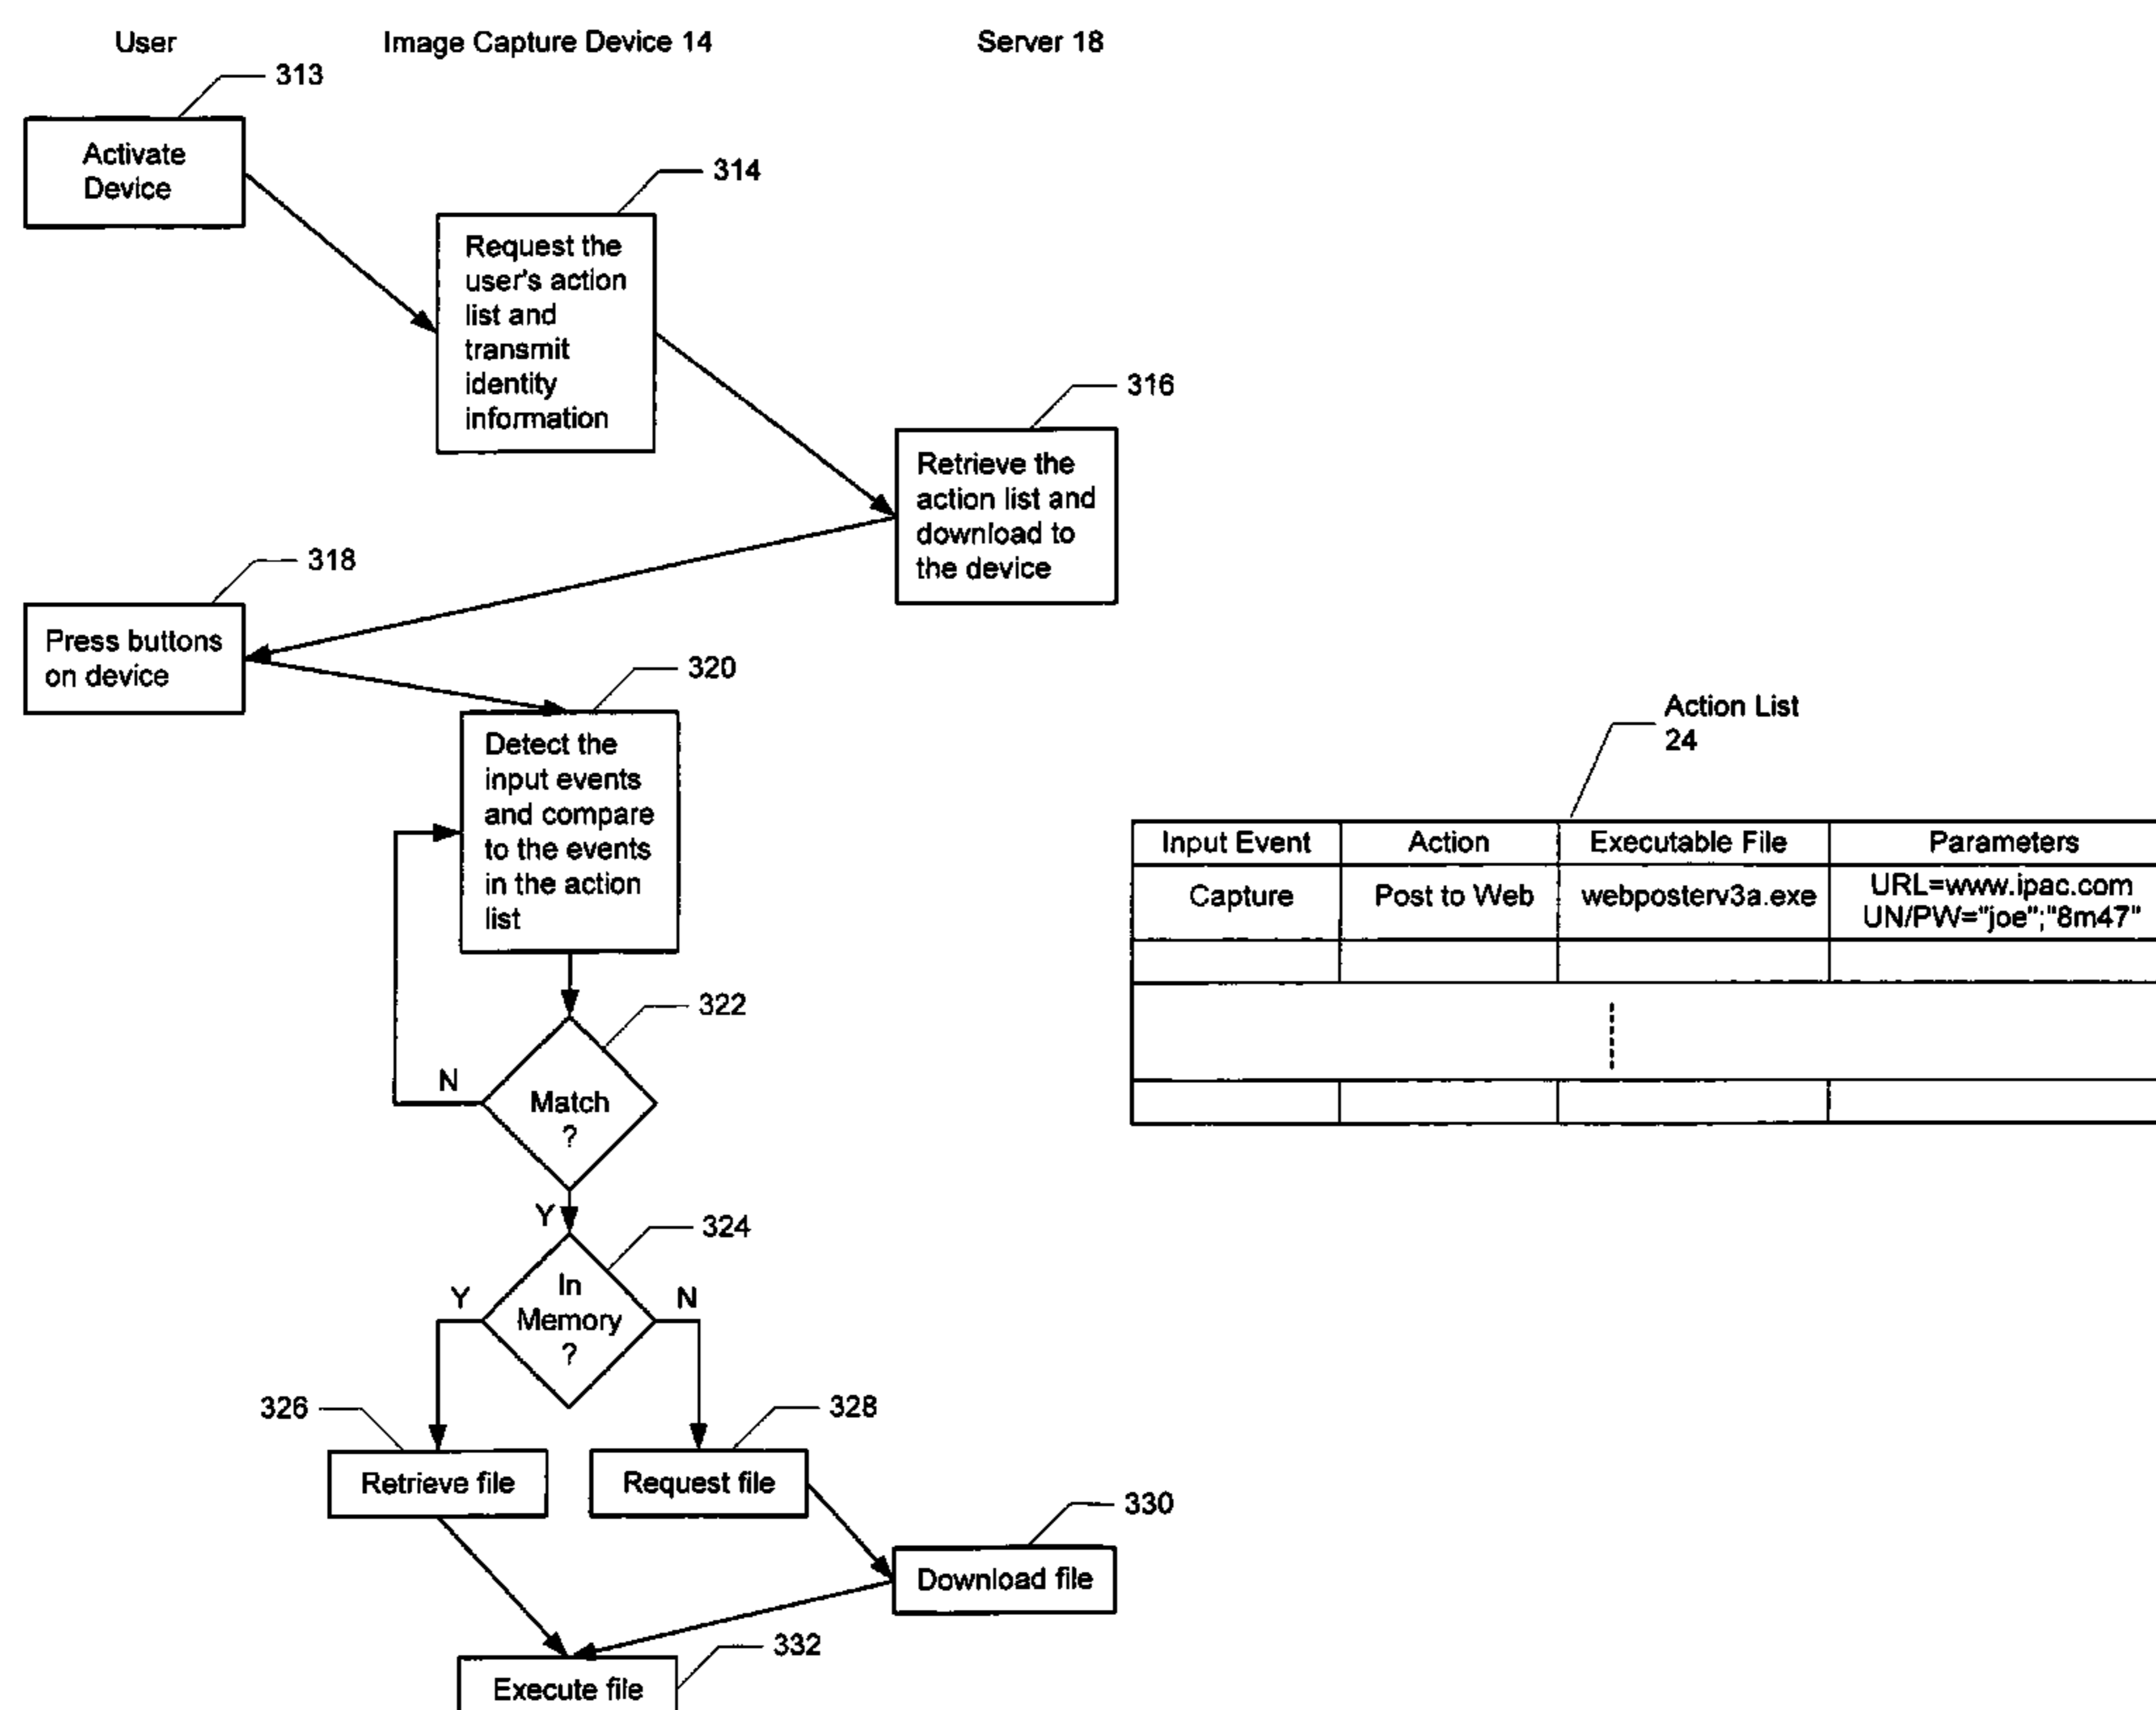 User
Image Capture Device 14
Server 18
313
Activate
Device
314
Request the
user's action
list and
transmit
identity
information
316
Retrieve the
action list and
download to
the device
318
Press buttons
on device
320
Detect the
input events
and compare
to the events
in the action
list
322
N
Match
?
Y
324
In
Memory
?
Y
N
326
Retrieve file
328
Request file
330
Download file
332
Execute file
Action List
24
Input Event Action Executable File Parameters
Capture Post to Web webposterv3a.exe URL=www.ipac.com
UN/PW="joe";"8m47"